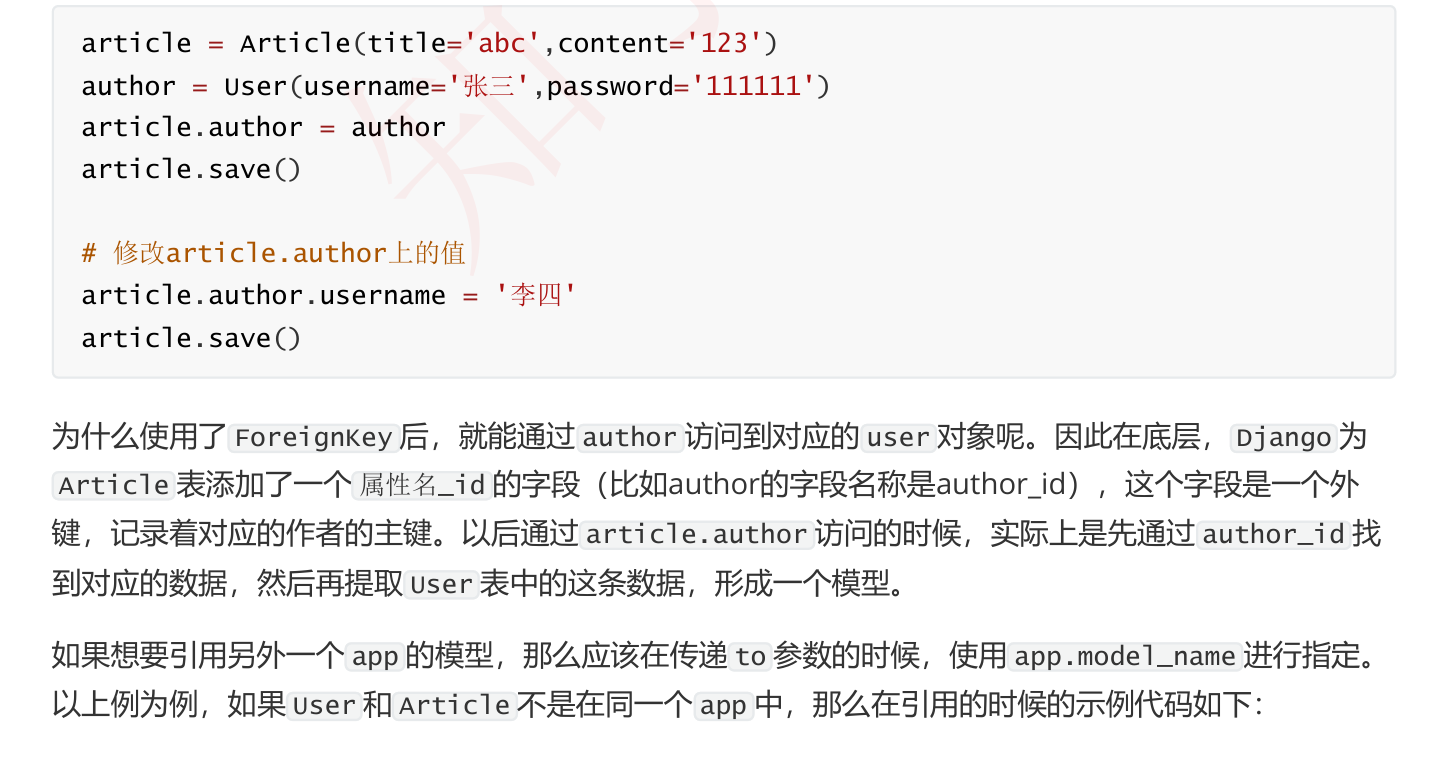 article = Article(title='abc',content='123')
author = User(username='张三',password='111111')
article.author = author
article.save()
# 修改article.author上的值
article.author.username = '李四'
article.save()
为什么使用了ForeignKey后，就能通过author访问到对应的user对象呢。因此在底层，Django为
Article表添加了一个属性名_id的字段（比如author的字段名称是author_id），这个字段是一个外
键，记录着对应的作者的主键。以后通过article.author访问的时候，实际上是先通过author_id找
到对应的数据，然后再提取User表中的这条数据，形成一个模型。
如果想要引用另外一个app的模型，那么应该在传递to参数的时候，使用app.model_name进行指定。
以上例为例，如果User和Article不是在同一个app中，那么在引用的时候的示例代码如下：
知